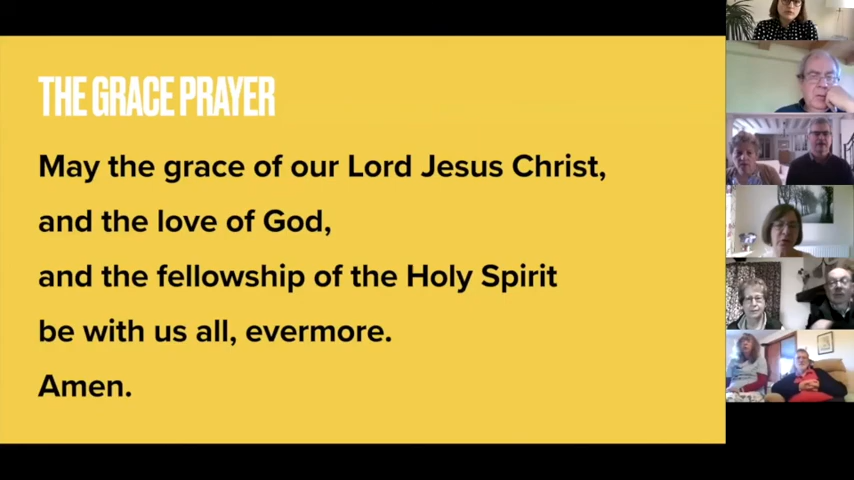 THE GRACE PRAYER
May the grace of our Lord Jesus Christ,
and the love of God,
and the fellowship of the Holy Spirit
be with us all, evermore.
Amen.